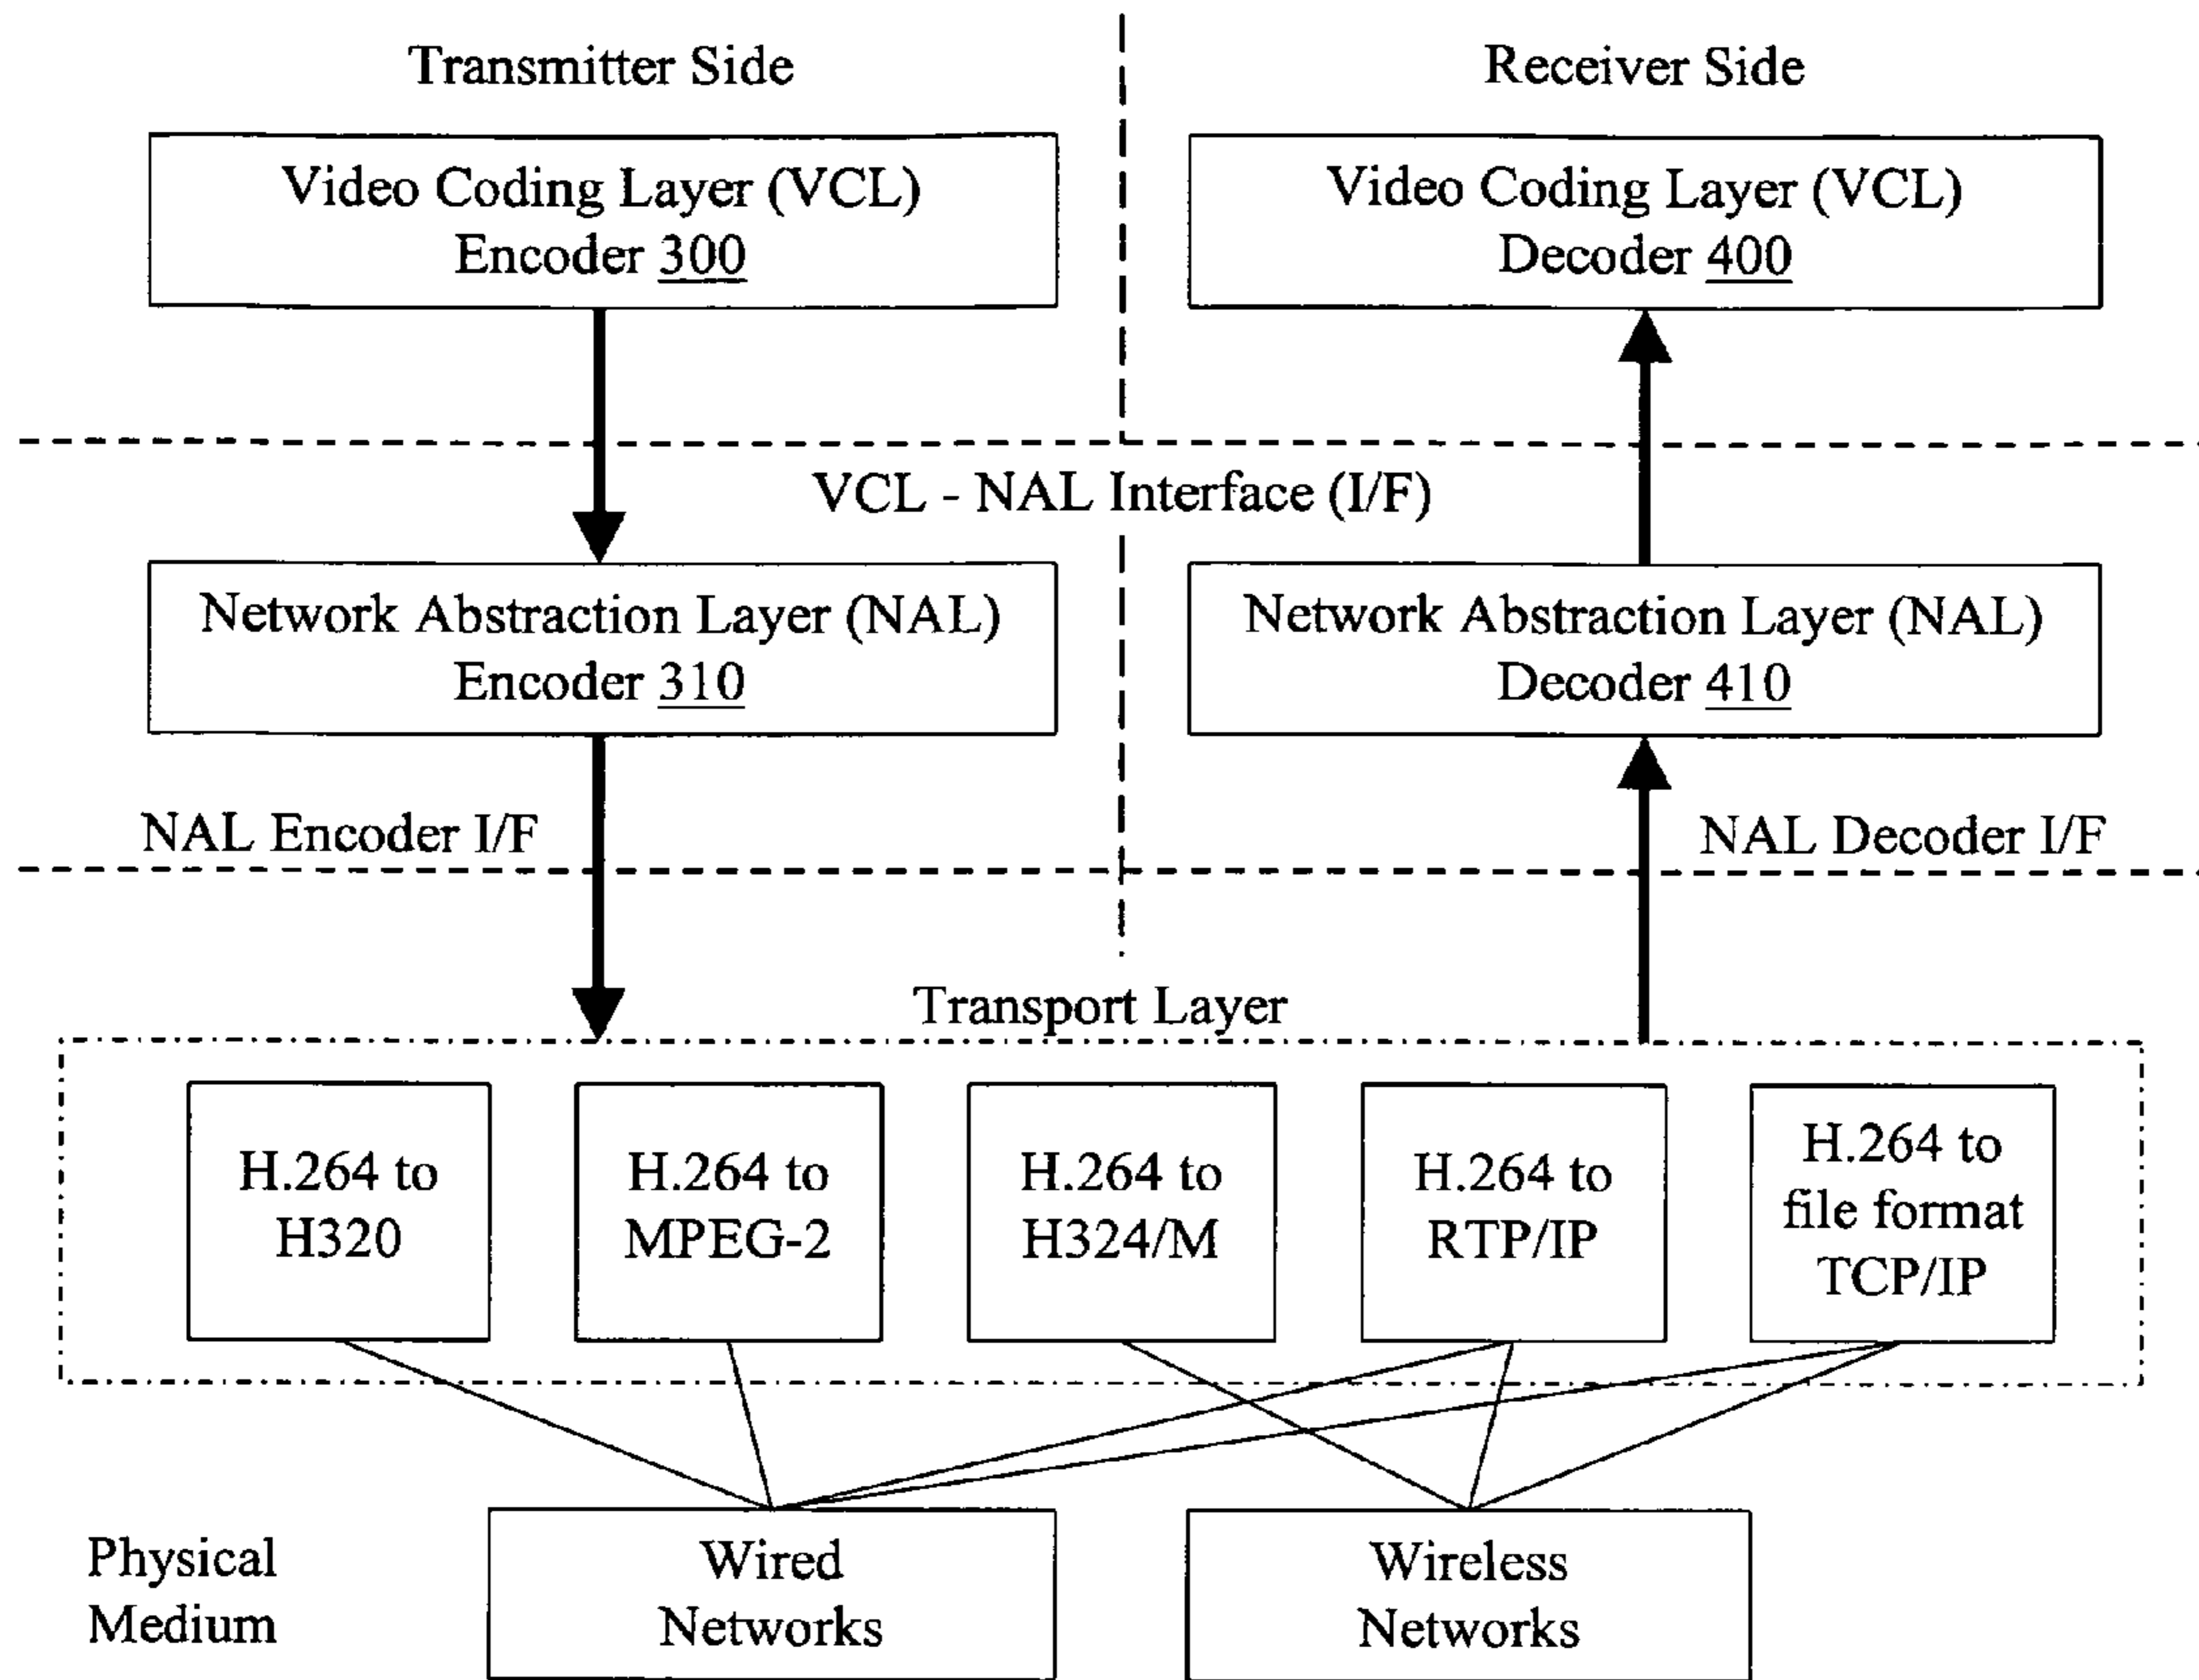 Transmitter Side
Receiver Side
Video Coding Layer (VCL)
Encoder 300
Video Coding Layer (VCL)
Decoder 400
VCL - NAL Interface (I/F)
Network Abstraction Layer (NAL)
Encoder 310
Network Abstraction Layer (NAL)
Decoder 410
NAL Encoder I/F
NAL Decoder I/F
Transport Layer
H.264 to
H320
H.264 to
MPEG-2
H.264 to
H324/M
H.264 to
RTP/IP
H.264 to
file format
TCP/IP
Physical
Medium
Wired
Networks
Wireless
Networks